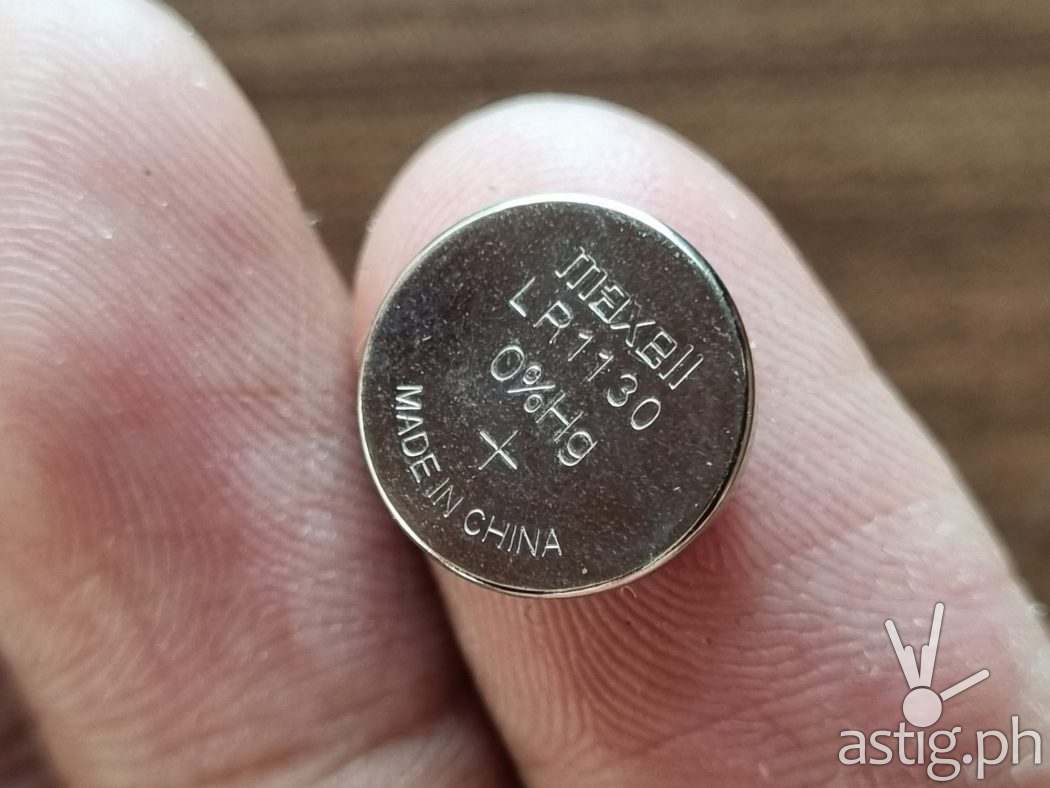 maxell
LR1130
0%Hg
+
MADE IN CHINA
astig.ph